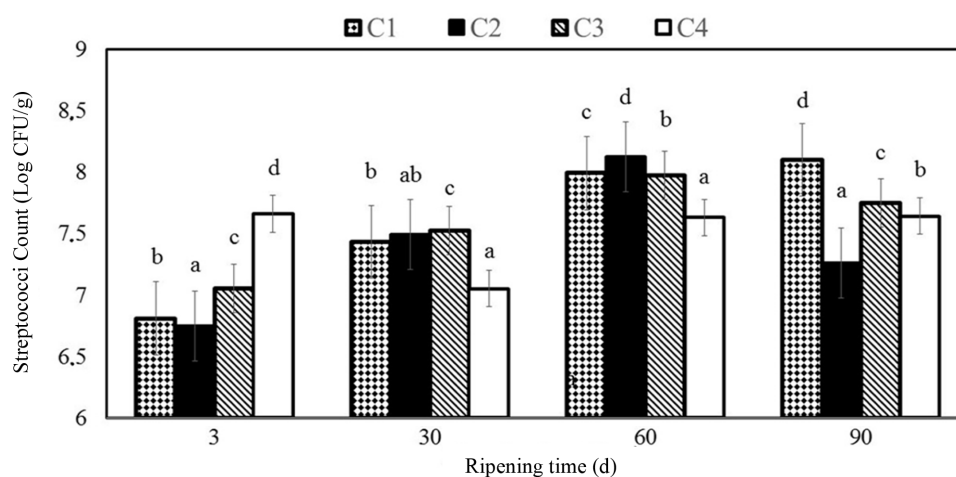 C1 C2 C3 C4
9
8,5
8
7,5
7
6,5
6
Streptococci Count (Log CFU/g)
b a c d
b ab c a
c d b a
d a c b
3 30 60 90
Ripening time (d)